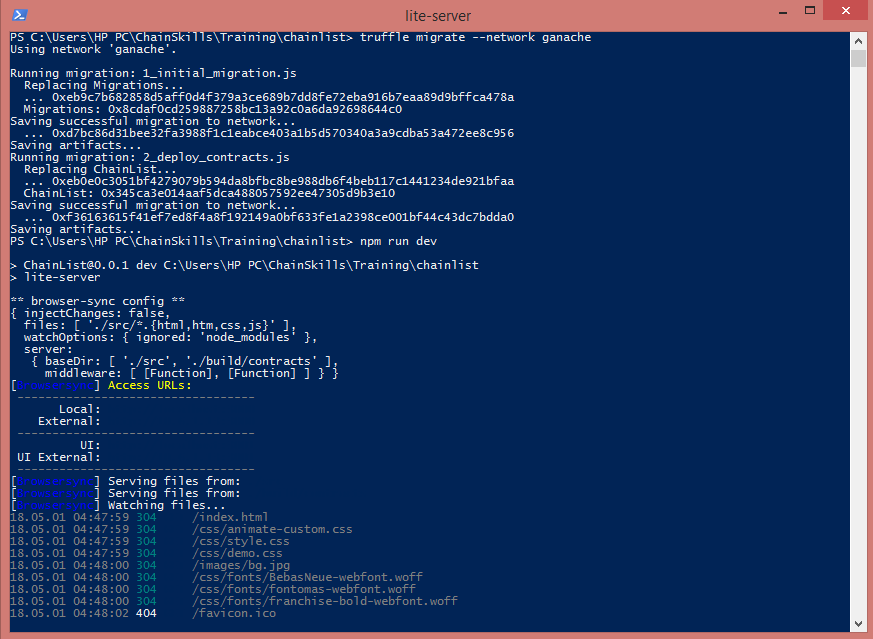 lite-server
PS C:\Users\HP PC\ChainSkills\Training\chainlist> truffle migrate --network ganache
Using network 'ganache'.
Running migration: 1_initial_migration.js
Replacing Migrations...
... 0xeb9c7b682858d5aff0d4f379a3ce689b7dd8fe72eba916b7eaa89d9bffca478a
Migrations: 0x8cdaf0cd259887258bc13a92c0a6da92698644c0
Saving successful migration to network...
... 0xd7bc86d31bee32fa3988f1c1eabce403a1b5d570340a3a9cdba53a472ee8c956
Saving artifacts...
Running migration: 2_deploy_contracts.js
Replacing ChainList...
... 0xeb0e0c3051bf4279079b594da8bfbc8be988db6f4beb117c1441234de921bfaa
ChainList: 0x345ca3e014aaf5dca488057592ee47305d9b3e10
Saving successful migration to network...
... 0xf36163615f41ef7ed8f4a8f192149a0bf633fe1a2398ce001bf44c43dc7bdda0
Saving artifacts...
PS C:\Users\HP PC\ChainSkills\Training\chainlist> npm run dev
> ChainList@0.0.1 dev C:\Users\HP PC\ChainSkills\Training\chainlist
> lite-server
** browser-sync config **
{ injectChanges: false,
files: [ './src/*.{html,htm,css,js}' ],
watchOptions: { ignored: 'node_modules' },
server:
{ baseDir: [ './src', './build/contracts' ],
middleware: [ [Function], [Function] ] } }
[Browsersync] Access URLs:
--------------------------------
Local:
External:
--------------------------------
UI:
UI External:
--------------------------------
[Browsersync] Serving files from:
[Browsersync] Serving files from:
[Browsersync] Watching files...
18.05.01 04:47:59 304 /index.html
18.05.01 04:47:59 304 /css/animate-custom.css
18.05.01 04:47:59 304 /css/style.css
18.05.01 04:47:59 304 /css/demo.css
18.05.01 04:48:00 304 /images/bg.jpg
18.05.01 04:48:00 304 /css/fonts/BebasNeue-webfont.woff
18.05.01 04:48:00 304 /css/fonts/fontomas-webfont.woff
18.05.01 04:48:00 304 /css/fonts/franchise-bold-webfont.woff
18.05.01 04:48:02 404 /favicon.ico